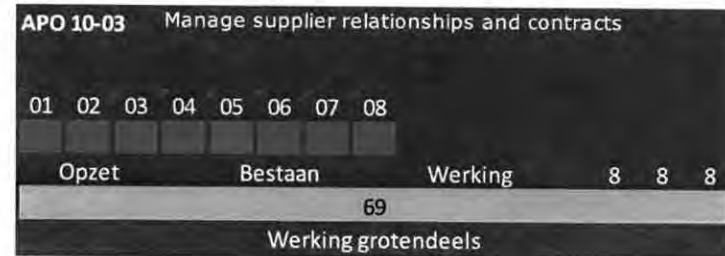 APO 10-03 Manage supplier relationships and contracts
01 02 03 04 05 06 07 08
Opzet Bestaan Werking 8 8 8
69
Werking grotendeels